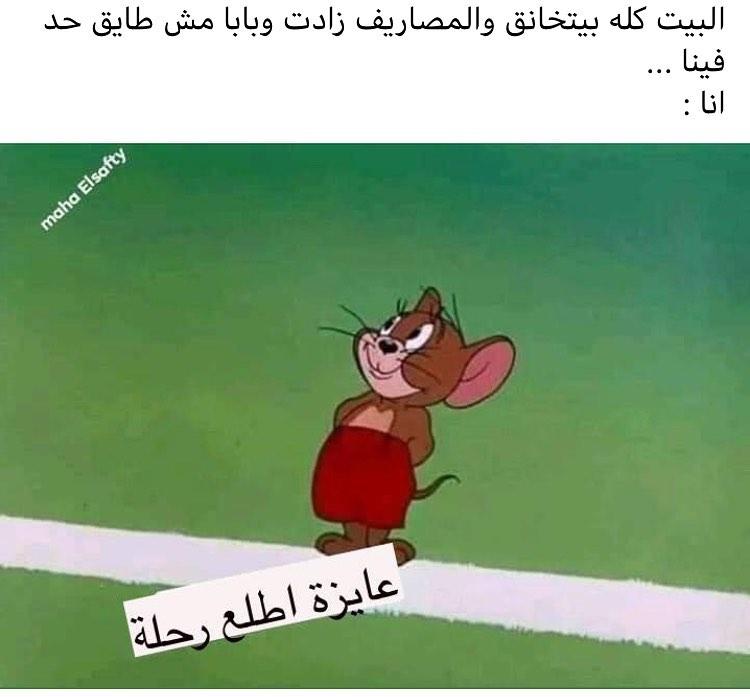 البيت كله بيتخانق والمصاريف زادت وبابا مش طايق حد
فينا ...
انا :
maha Elsafty
عايزة اطلع رحلة